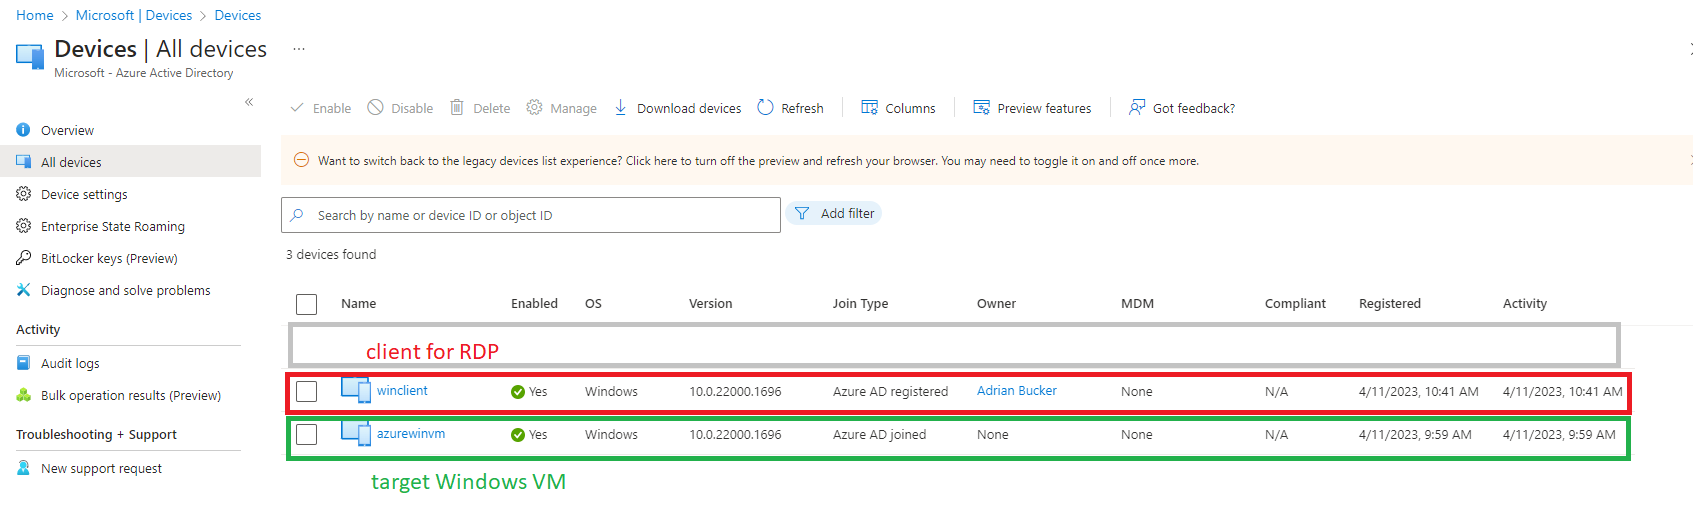 Home > Microsoft | Devices > Devices
Devices | All devices ...
Microsoft - Azure Active Directory
«
Enable Disable Delete Manage Download devices Refresh Columns Preview features Got feedback?
Overview
All devices
Device settings
Enterprise State Roaming
BitLocker keys (Preview)
Diagnose and solve problems
Activity
Audit logs
Bulk operation results (Preview)
Troubleshooting + Support
New support request
Want to switch back to the legacy devices list experience? Click here to turn off the preview and refresh your browser. You may need to toggle it on and off once more.
Search by name or device ID or object ID
Add filter
3 devices found
Name Enabled OS Version Join Type Owner MDM Compliant Registered Activity
client for RDP
winclient Yes Windows 10.0.22000.1696 Azure AD registered Adrian Bucker None N/A 4/11/2023, 10:41 AM 4/11/2023, 10:41 AM
azurewinvm Yes Windows 10.0.22000.1696 Azure AD joined None None N/A 4/11/2023, 9:59 AM 4/11/2023, 9:59 AM
target Windows VM